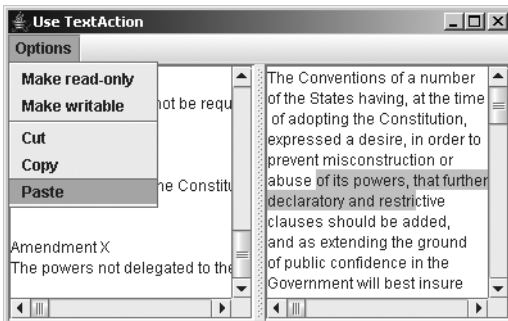 Use TextAction
Options
Make read-only
Make writable
Cut
Copy
Paste
not be requ
e Constitu
Amendment X
The powers not delegated to the
The Conventions of a number
of the States having, at the time
of adopting the Constitution,
expressed a desire, in order to
prevent misconstruction or
abuse of its powers, that further
declaratory and restrictive
clauses should be added,
and as extending the ground
of public confidence in the
Government will best insure